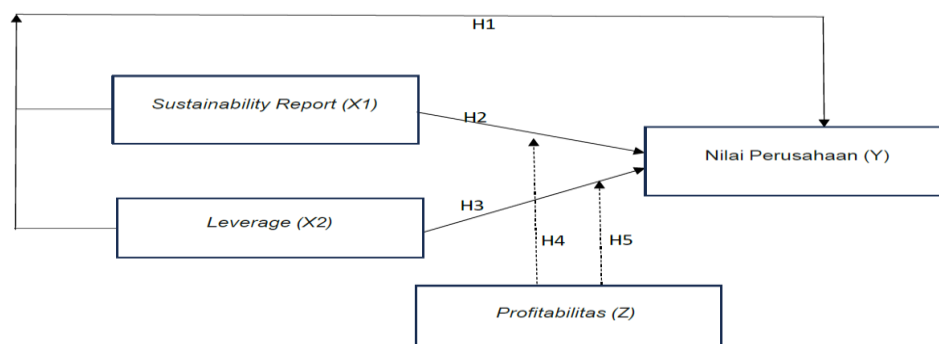 H1
Sustainability Report (X1)
H2
Nilai Perusahaan (Y)
Leverage (X2)
H3
H4
H5
Profitabilitas (Z)